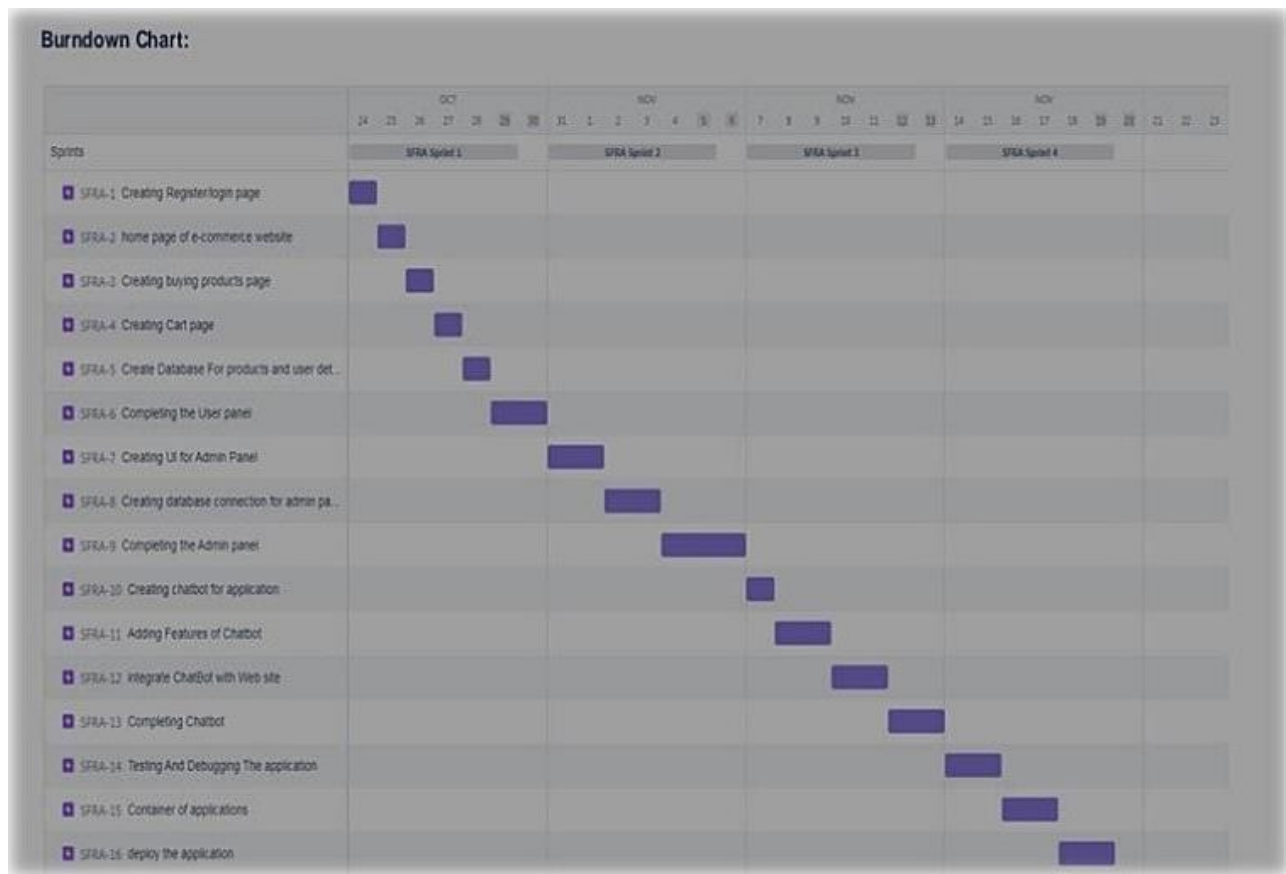 Burndown Chart:
OCT NOV NOV NOV
24 25 26 27 28 29 30 31 1 2 3 4 5 6 7 8 9 10 11 12 13 14 15 16 17 18 19 20 21 22 23
Sprints SFRA Sprint 1 SFRA Sprint 2 SFRA Sprint 3 SFRA Sprint 4
SFRA-1 Creating Register/login page
SFRA-2 home page of e-commerce website
SFRA-3 Creating buying products page
SFRA-4 Creating Cart page
SFRA-5 Create Database For products and user det...
SFRA-6 Completing the User panel
SFRA-7 Creating UI for Admin Panel
SFRA-8 Creating database connection for admin pa...
SFRA-9 Completing the Admin panel
SFRA-10 Creating chatbot for application
SFRA-11 Adding Features of Chatbot
SFRA-12 integrate ChatBot with Web site
SFRA-13 Completing Chatbot
SFRA-14 Testing And Debugging The application
SFRA-15 Container of applications
SFRA-16 deploy the application